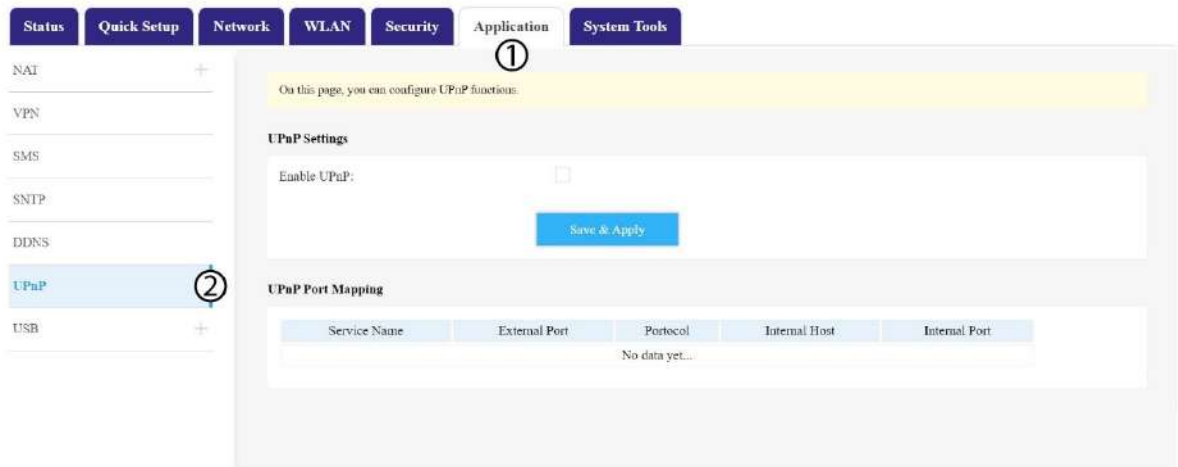 Status Quick Setup Network WLAN Security Application System Tools
①
NAT +
On this page, you can configure UPnP functions.
VPN
UPnP Settings
SMS
Enable UPnP:
SNTP
Save & Apply
DDNS
UPnP ②
UPnP Port Mapping
USB +
Service Name External Port Portocol Internal Host Internal Port
No data yet...